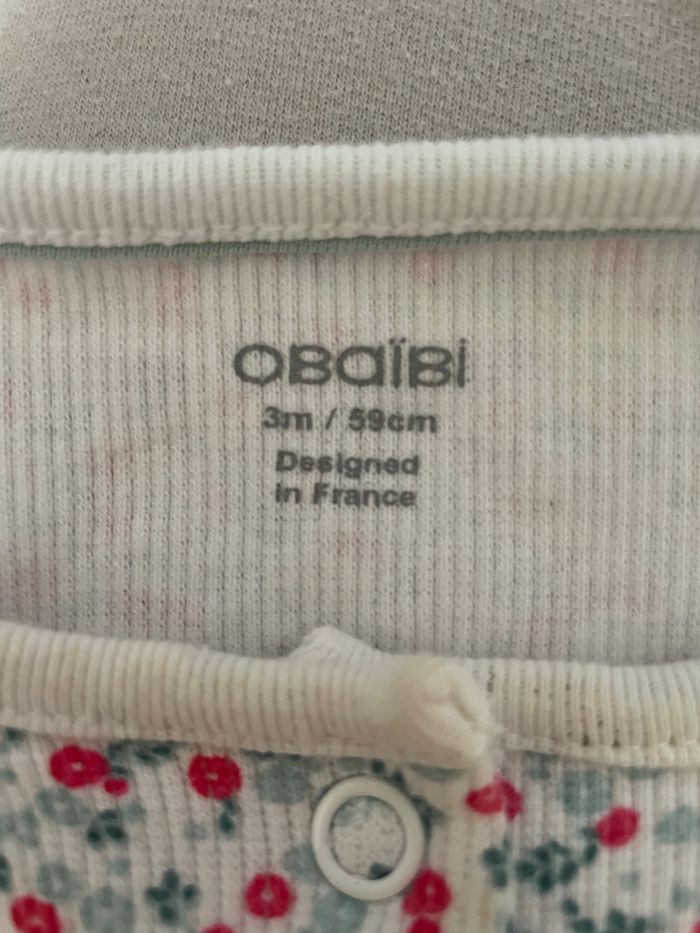 OBaïBi
3m / 59cm
Designed
in France